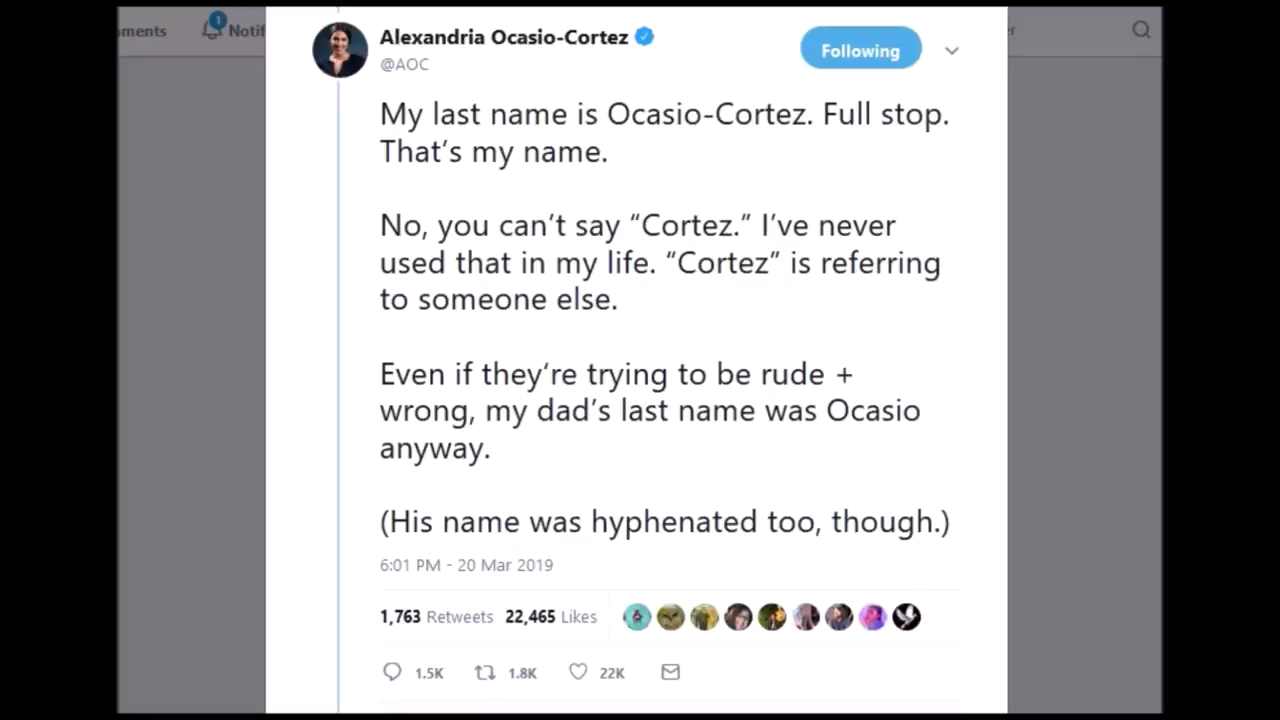 ments
1
Notif
r
Alexandria Ocasio-Cortez
@AOC
Following
My last name is Ocasio-Cortez. Full stop.
That’s my name.
No, you can’t say “Cortez.” I’ve never
used that in my life. “Cortez” is referring
to someone else.
Even if they’re trying to be rude +
wrong, my dad’s last name was Ocasio
anyway.
(His name was hyphenated too, though.)
6:01 PM - 20 Mar 2019
1,763 Retweets 22,465 Likes
1.5K 1.8K 22K